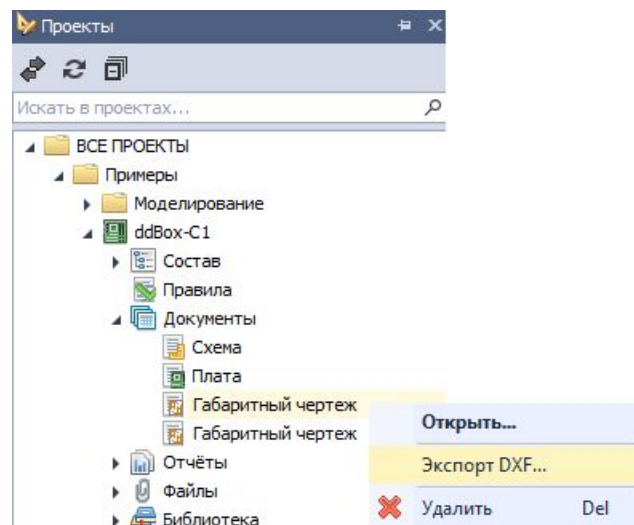 Проекты
Искать в проектах...
ВСЕ ПРОЕКТЫ
Примеры
Моделирование
ddBox-C1
Состав
Правила
Документы
Схема
Плата
Габаритный чертеж
Габаритный чертеж
Отчёты
Файлы
Библиотека
Открыть...
Экспорт DXF...
Удалить Del